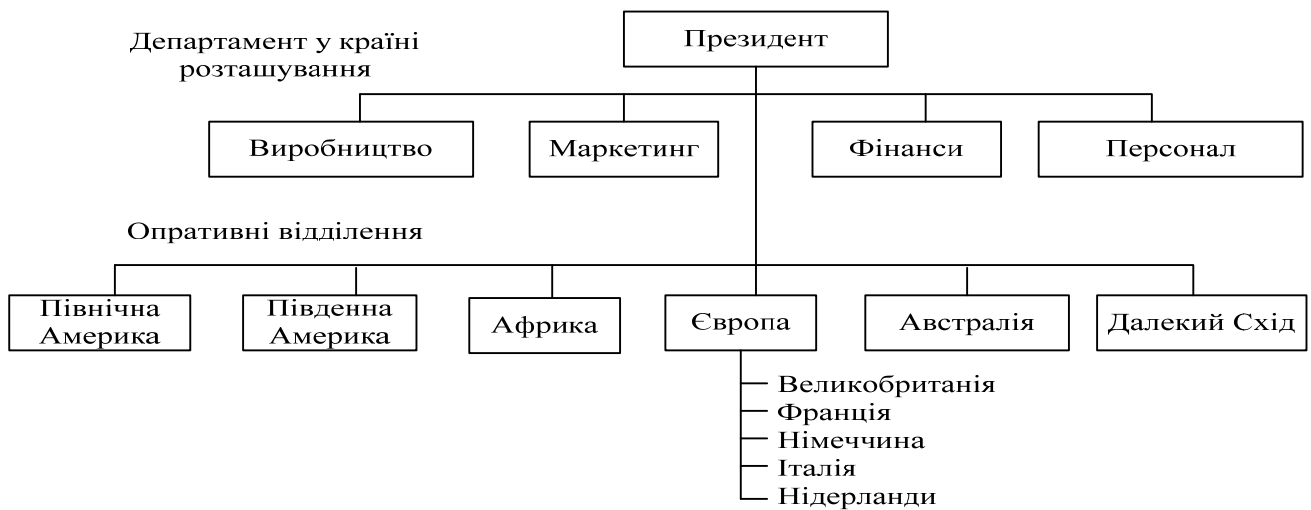 Президент
Департамент у країні
розташування
Виробництво
Маркетинг
Фінанси
Персонал
Опративні відділення
Північна
Америка
Південна
Америка
Африка
Європа
Австралія
Далекий Схід
Великобританія
Франція
Німеччина
Італія
Нідерланди